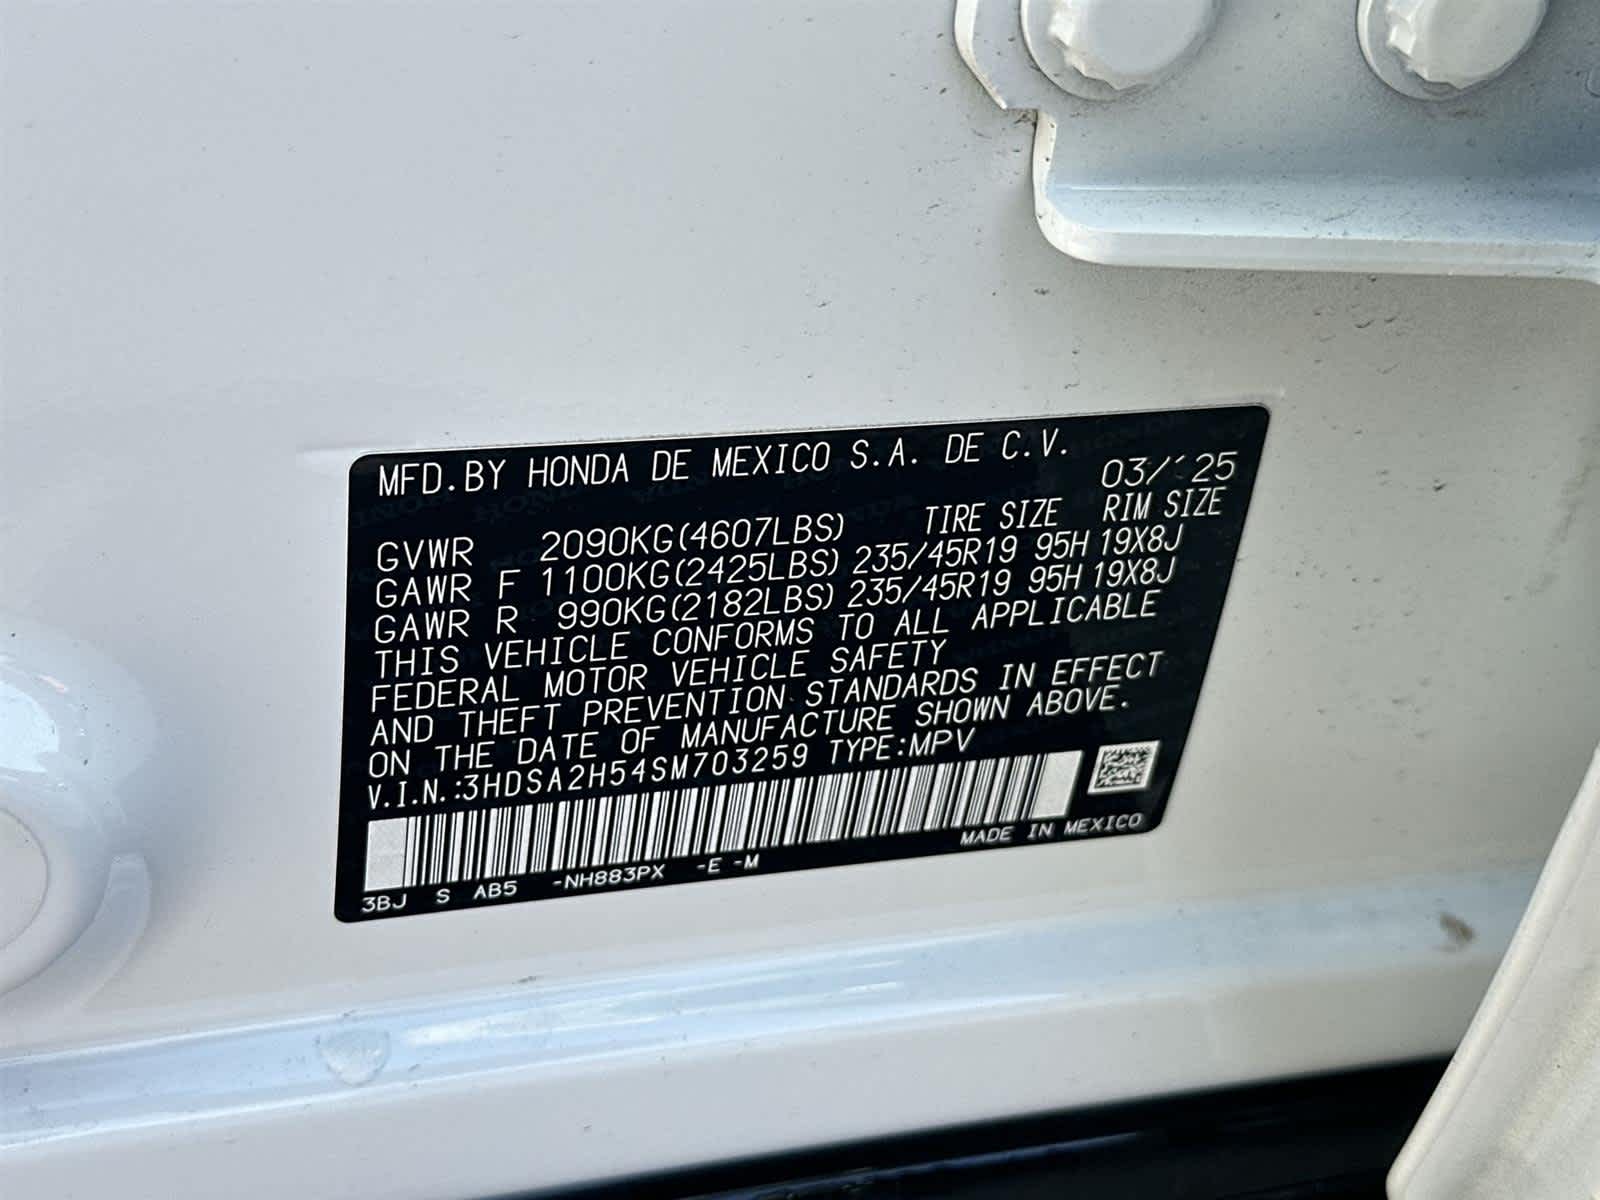 MFD.BY HONDA DE MEXICO S.A. DE C.V. 03/'25
TIRE SIZE RIM SIZE
GVWR 2090KG(4607LBS)
GAWR F 1100KG(2425LBS) 235/45R19 95H 19X8J
GAWR R 990KG(2182LBS) 235/45R19 95H 19X8J
THIS VEHICLE CONFORMS TO ALL APPLICABLE
FEDERAL MOTOR VEHICLE SAFETY
AND THEFT PREVENTION STANDARDS IN EFFECT
ON THE DATE OF MANUFACTURE SHOWN ABOVE.
V.I.N.:3HDSA2H54SM703259 TYPE:MPV
MADE IN MEXICO
3BJ S AB5 -NH883PX -E -M